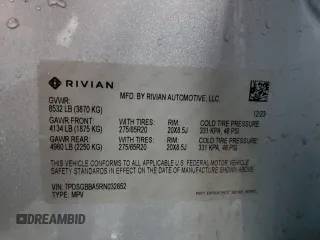 RIVIAN
MFD. BY RIVIAN AUTOMOTIVE, LLC.
GVWR:
8532 LB (3870 KG)
12/23
GAWR FRONT: WITH TIRES: RIM: COLD TIRE PRESSURE:
4134 LB (1875 KG) 275/65R20 20X8.5J 331 KPA, 48 PSI
GAWR REAR: WITH TIRES: RIM: COLD TIRE PRESSURE:
4960 LB (2250 KG) 275/65R20 20X8.5J 331 KPA, 48 PSI
THIS VEHICLE CONFORMS TO ALL APPLICABLE U.S. FEDERAL MOTOR VEHICLE
SAFETY STANDARDS IN EFFECT ON THE DATE OF MANUFACTURE SHOWN
ABOVE.
VIN: 7PDSGBBA5RN032652
TYPE: MPV
DREAMBID